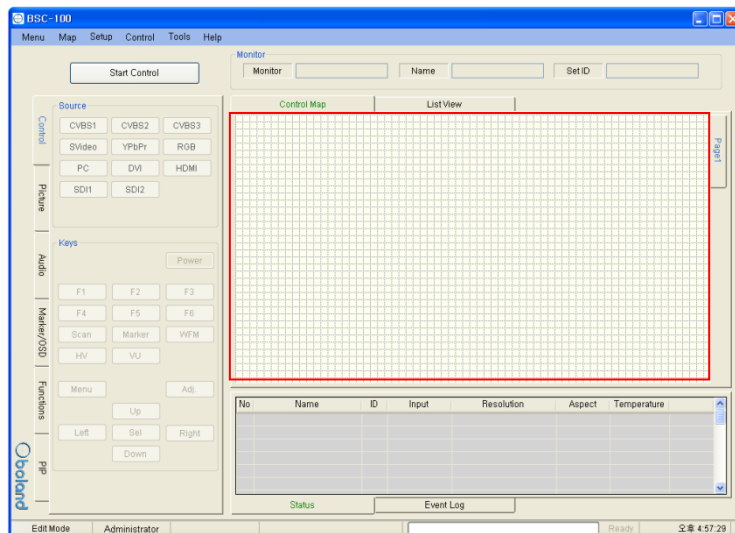 BSC-100
Menu Map Setup Control Tools Help
Start Control
Monitor
Monitor Name Set ID
Control Map List View
Page1
Control
Picture
Audio
Marker/OSD
Functions
PIP
Source
CVBS1 CVBS2 CVBS3
SVideo YPbPr RGB
PC DVI HDMI
SDI1 SDI2
Keys
Power
F1 F2 F3
F4 F5 F6
Scan Marker WFM
HV VU
Menu Adj.
Up
Left Sel Right
Down
No Name ID Input Resolution Aspect Temperature
Status Event Log
boland
Edit Mode Administrator Ready 오후 4:57:29